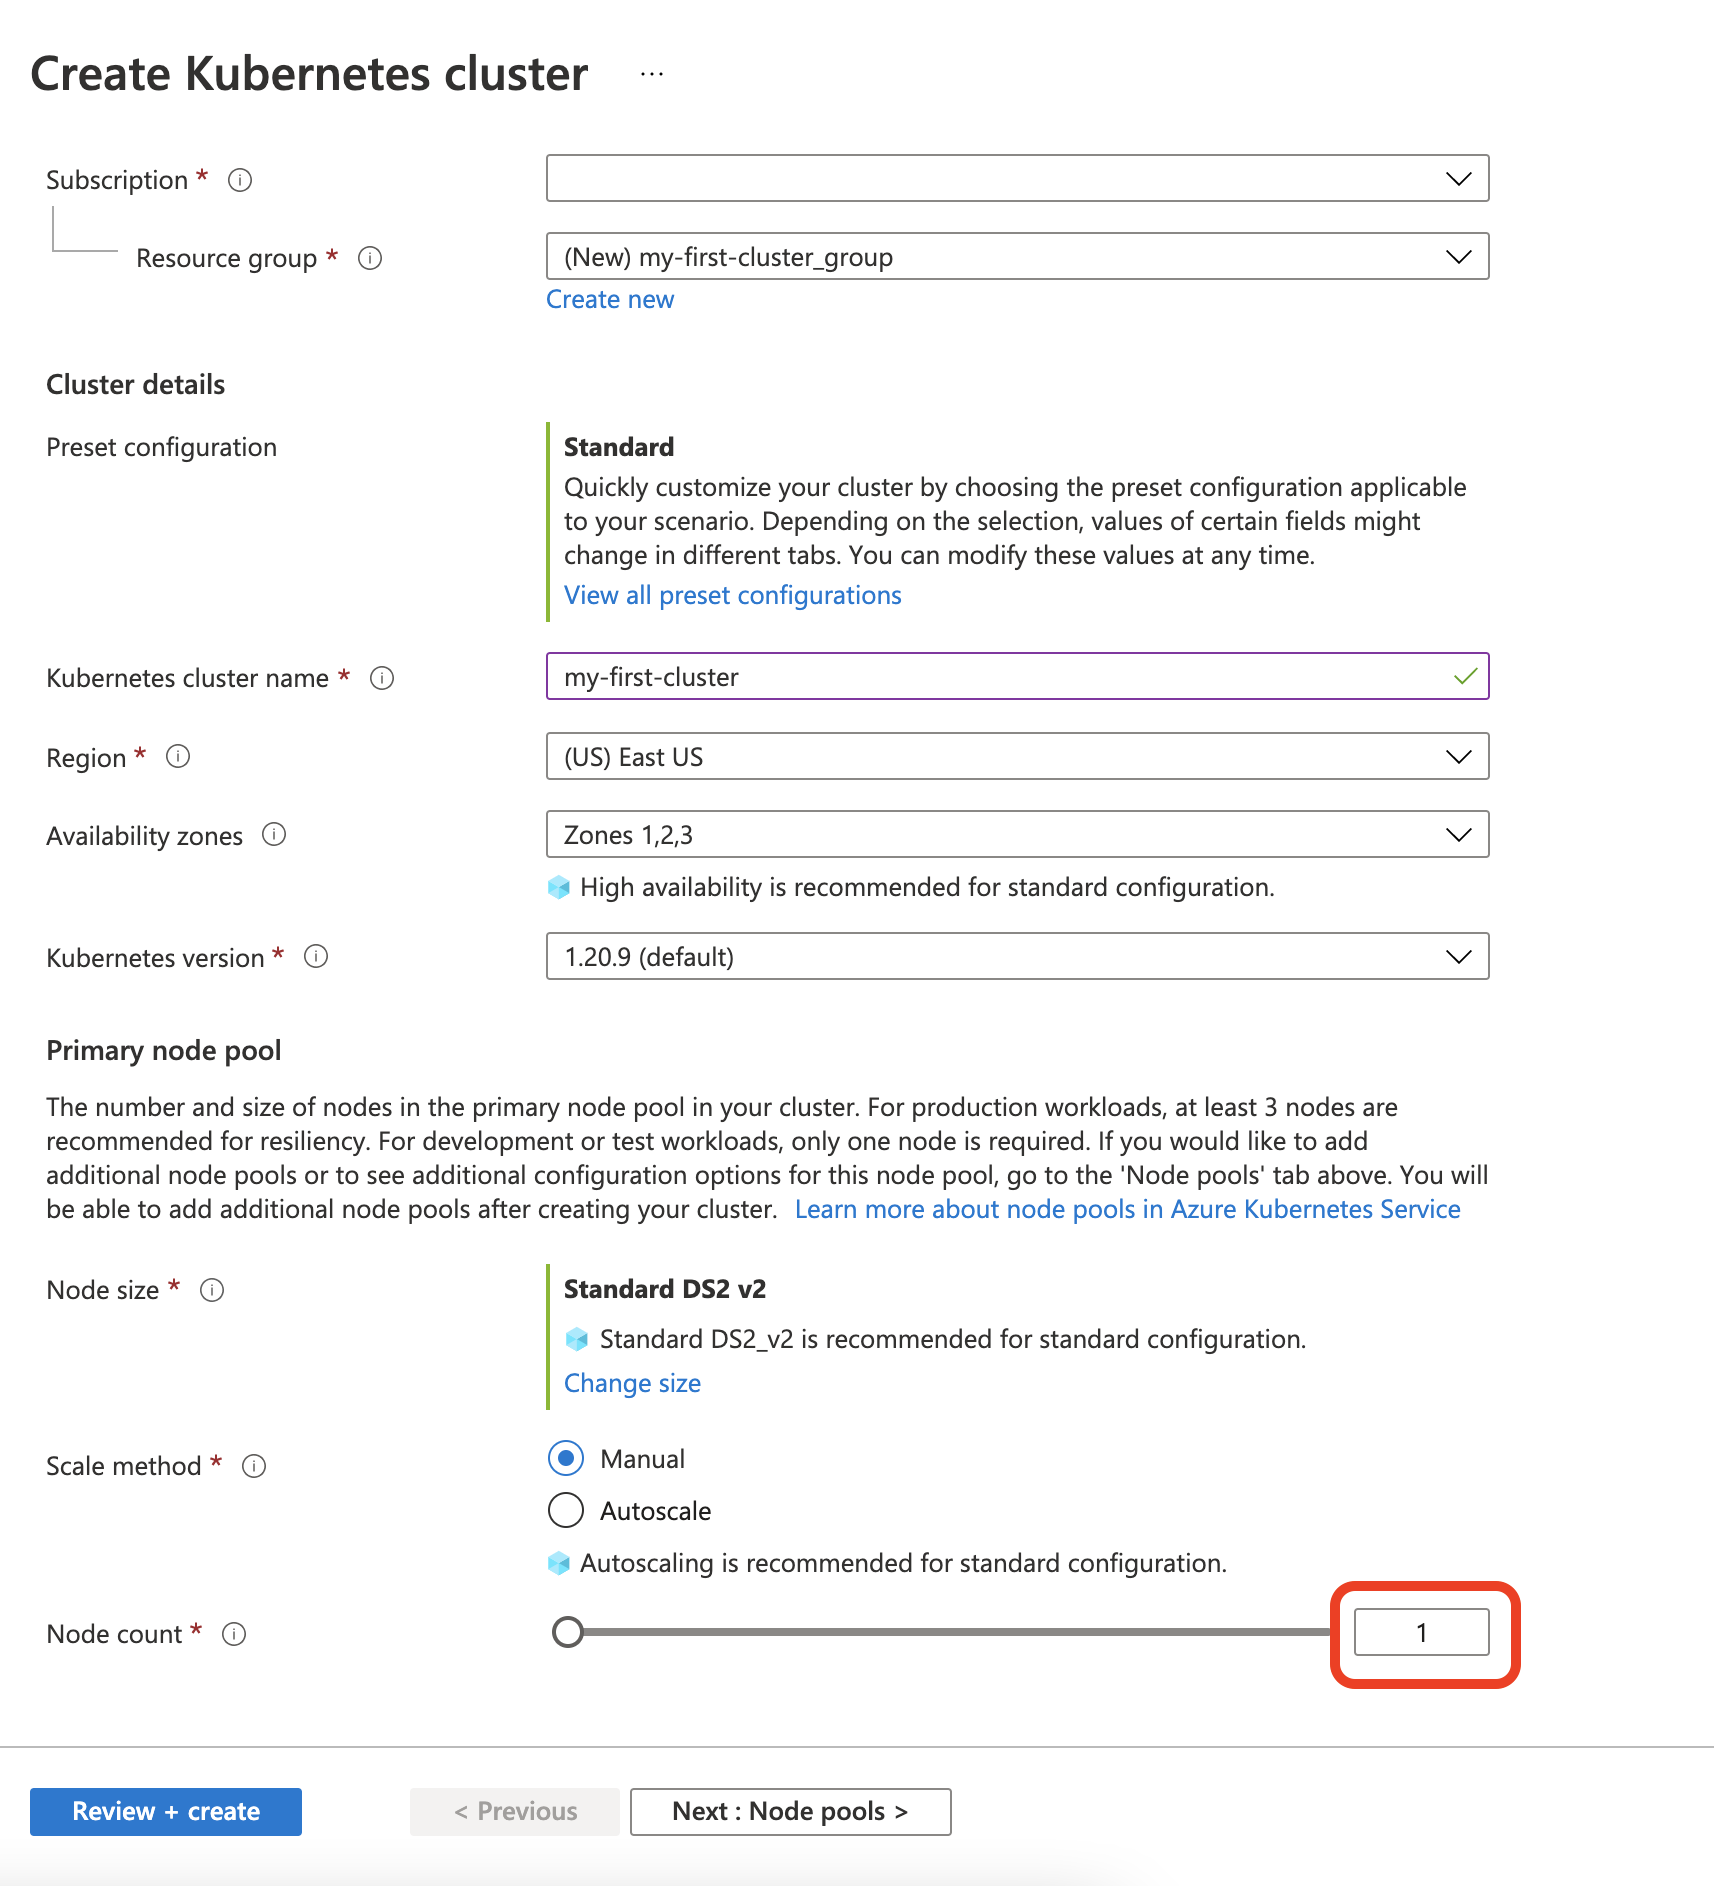 Create Kubernetes cluster ...
Subscription *
Resource group * (New) my-first-cluster_group
Create new
Cluster details
Preset configuration
Standard
Quickly customize your cluster by choosing the preset configuration applicable
to your scenario. Depending on the selection, values of certain fields might
change in different tabs. You can modify these values at any time.
View all preset configurations
Kubernetes cluster name * my-first-cluster
Region * (US) East US
Availability zones Zones 1,2,3
High availability is recommended for standard configuration.
Kubernetes version * 1.20.9 (default)
Primary node pool
The number and size of nodes in the primary node pool in your cluster. For production workloads, at least 3 nodes are
recommended for resiliency. For development or test workloads, only one node is required. If you would like to add
additional node pools or to see additional configuration options for this node pool, go to the 'Node pools' tab above. You will
be able to add additional node pools after creating your cluster. Learn more about node pools in Azure Kubernetes Service
Node size * Standard DS2 v2
Standard DS2_v2 is recommended for standard configuration.
Change size
Scale method * Manual
Autoscale
Autoscaling is recommended for standard configuration.
Node count * 1
Review + create < Previous Next : Node pools >